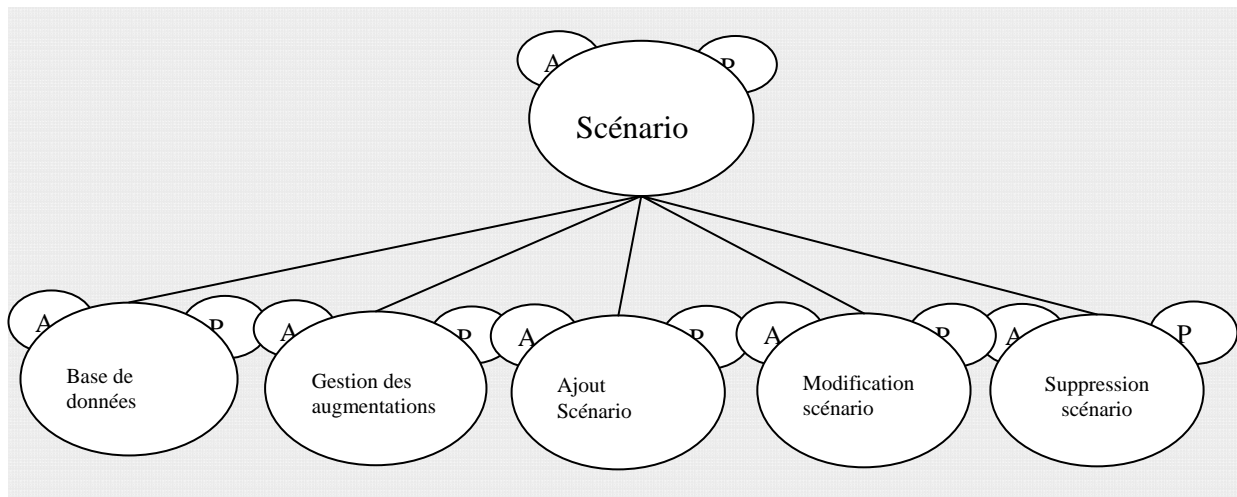 A P
Scénario
A P A P A P A P A P
Base de
données
Gestion des
augmentations
Ajout
Scénario
Modification
scénario
Suppression
scénario